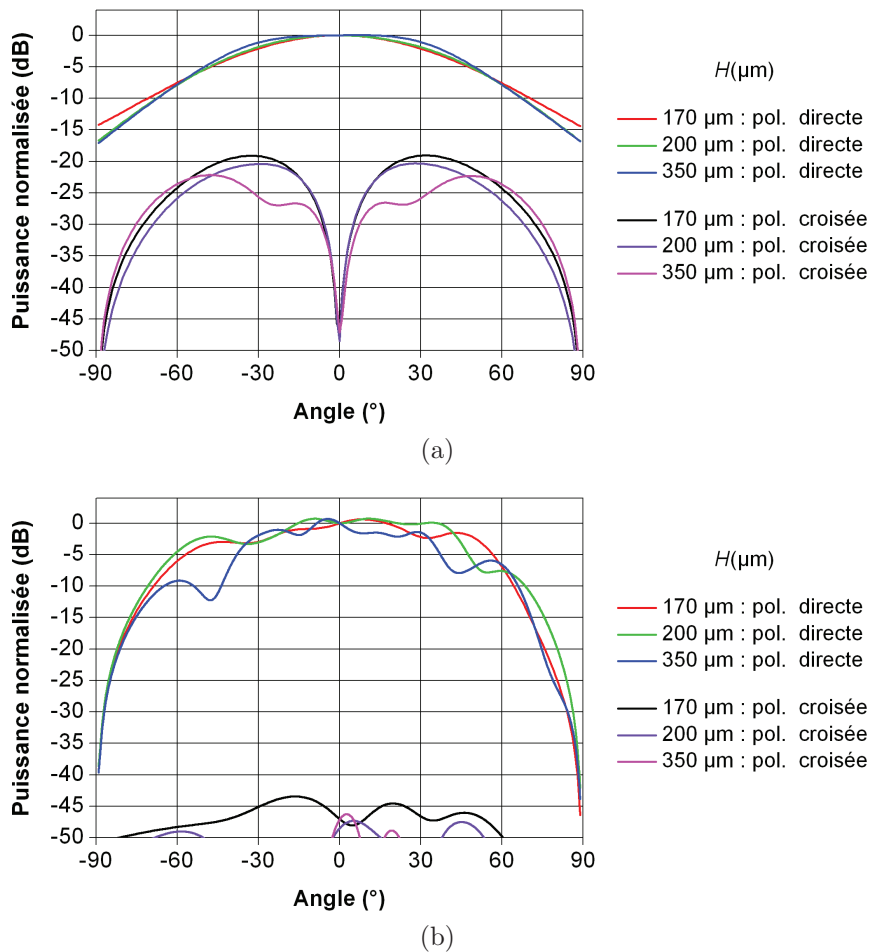 Puissance normalisée (dB)
0
-5
-10
-15
-20
-25
-30
-35
-40
-45
-50
-90 -60 -30 0 30 60 90
Angle (°)
H(µm)
170 µm : pol. directe
200 µm : pol. directe
350 µm : pol. directe
170 µm : pol. croisée
200 µm : pol. croisée
350 µm : pol. croisée
(a)
Puissance normalisée (dB)
0
-5
-10
-15
-20
-25
-30
-35
-40
-45
-50
-90 -60 -30 0 30 60 90
Angle (°)
H(µm)
170 µm : pol. directe
200 µm : pol. directe
350 µm : pol. directe
170 µm : pol. croisée
200 µm : pol. croisée
350 µm : pol. croisée
(b)